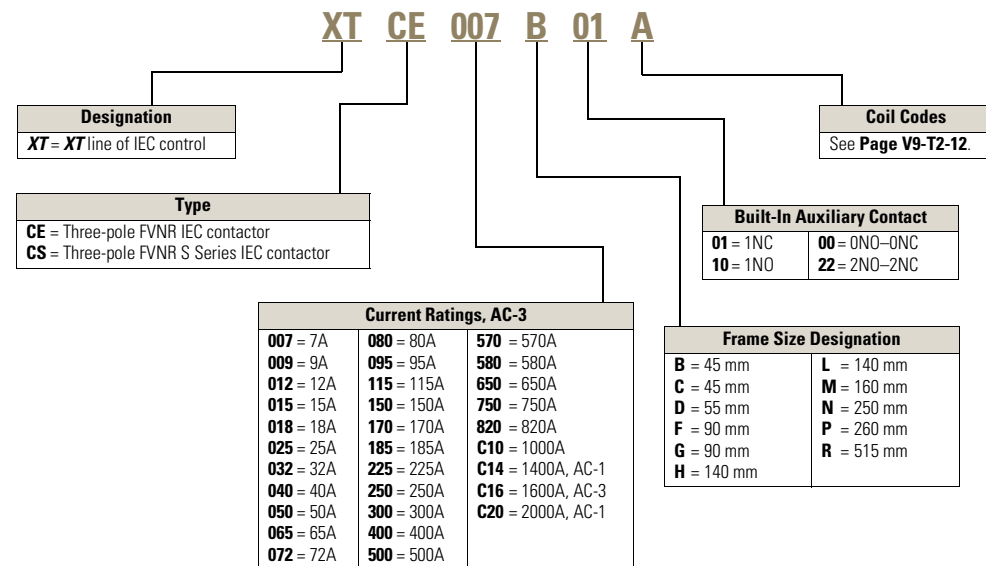 XT CE 007 B 01 A
Designation
XT = XT line of IEC control
Coil Codes
See Page V9-T2-12.
Type
CE = Three-pole FVNR IEC contactor
CS = Three-pole FVNR S Series IEC contactor
Built-In Auxiliary Contact
01 = 1NC 00 = 0NO–0NC
10 = 1NO 22 = 2NO–2NC
Current Ratings, AC-3
007 = 7A 080 = 80A 570 = 570A
009 = 9A 095 = 95A 580 = 580A
012 = 12A 115 = 115A 650 = 650A
015 = 15A 150 = 150A 750 = 750A
018 = 18A 170 = 170A 820 = 820A
025 = 25A 185 = 185A C10 = 1000A
032 = 32A 225 = 225A C14 = 1400A, AC-1
040 = 40A 250 = 250A C16 = 1600A, AC-3
050 = 50A 300 = 300A C20 = 2000A, AC-1
065 = 65A 400 = 400A
072 = 72A 500 = 500A
Frame Size Designation
B = 45 mm L = 140 mm
C = 45 mm M = 160 mm
D = 55 mm N = 250 mm
F = 90 mm P = 260 mm
G = 90 mm R = 515 mm
H = 140 mm